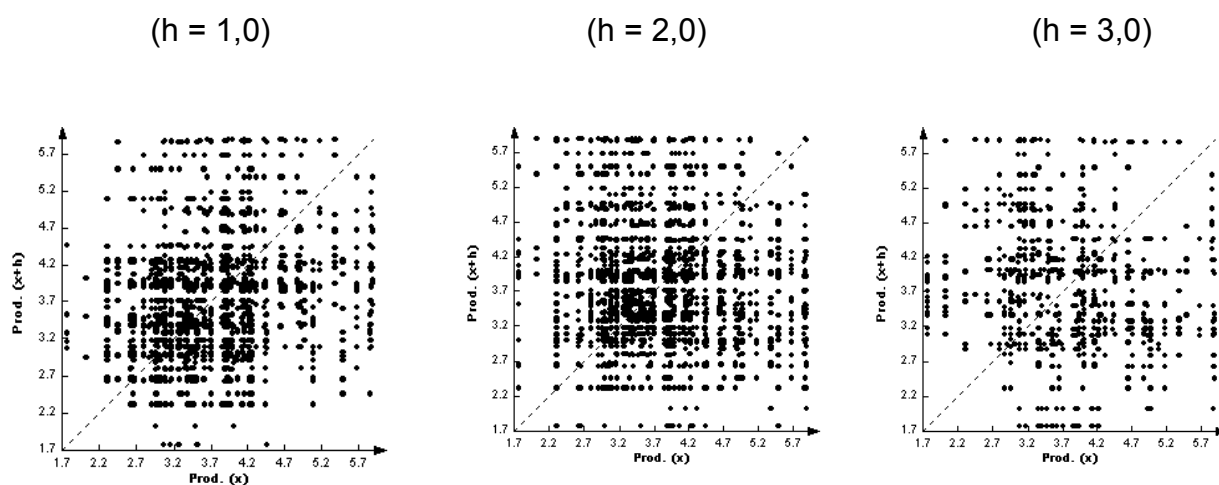 (h = 1,0) (h = 2,0) (h = 3,0)
Prod. (x+h)
5.7
5.2
4.7
4.2
3.7
3.2
2.7
2.2
1.7
1.7 2.2 2.7 3.2 3.7 4.2 4.7 5.2 5.7
Prod. (x)
Prod. (x+h)
5.7
5.2
4.7
4.2
3.7
3.2
2.7
2.2
1.7
1.7 2.2 2.7 3.2 3.7 4.2 4.7 5.2 5.7
Prod. (x)
Prod. (x+h)
5.7
5.2
4.7
4.2
3.7
3.2
2.7
2.2
1.7
1.7 2.2 2.7 3.2 3.7 4.2 4.7 5.2 5.7
Prod. (x)